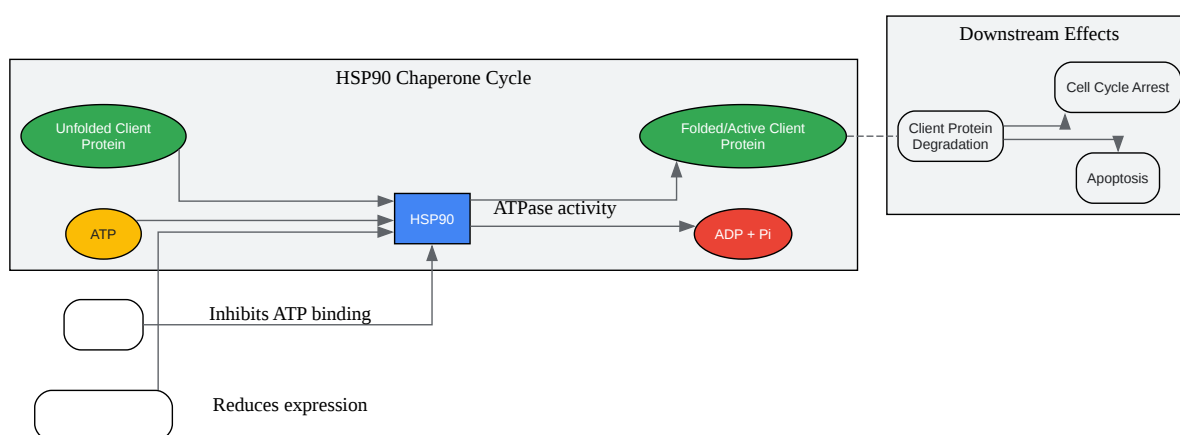 Downstream Effects
HSP90 Chaperone Cycle
Unfolded Client
Protein
Folded/Active Client
Protein
Client Protein
Degradation
Cell Cycle Arrest
Apoptosis
ATP
HSP90
ATPase activity
ADP + Pi
Inhibits ATP binding
Reduces expression